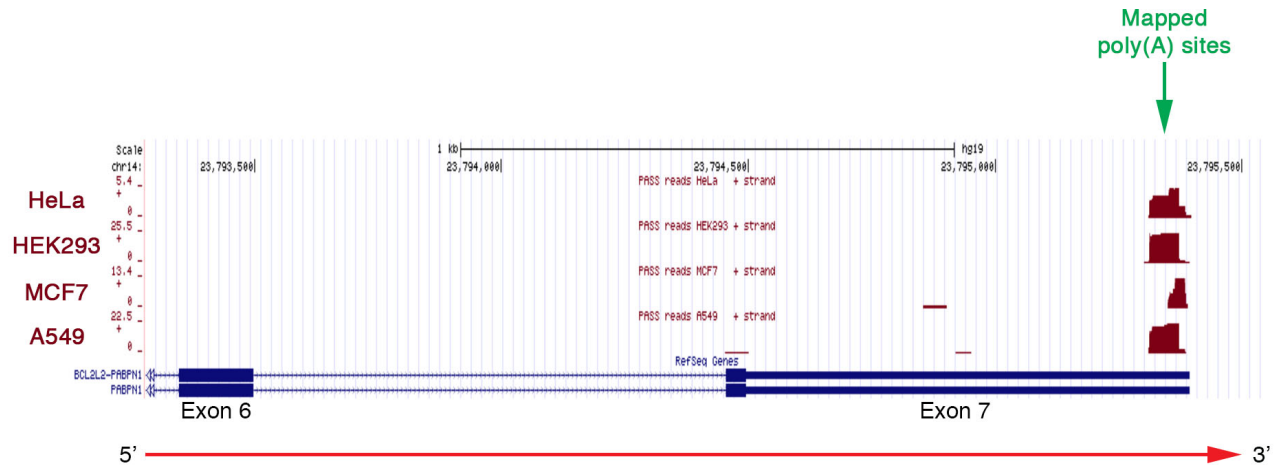 Mapped
poly(A) sites
Scale 1 kb hg19
chr14: 23,793,500 23,794,000 23,794,500 23,795,000 23,795,500
HeLa 5.4 + 0 PASS reads HeLa + strand
HEK293 25.5 + 0 PASS reads HEK293 + strand
MCF7 13.4 + 0 PASS reads MCF7 + strand
A549 22.5 + 0 PASS reads A549 + strand
RefSeq Genes
BCL2L2-PABPN1
PABPN1
Exon 6 Exon 7
5’ 3’